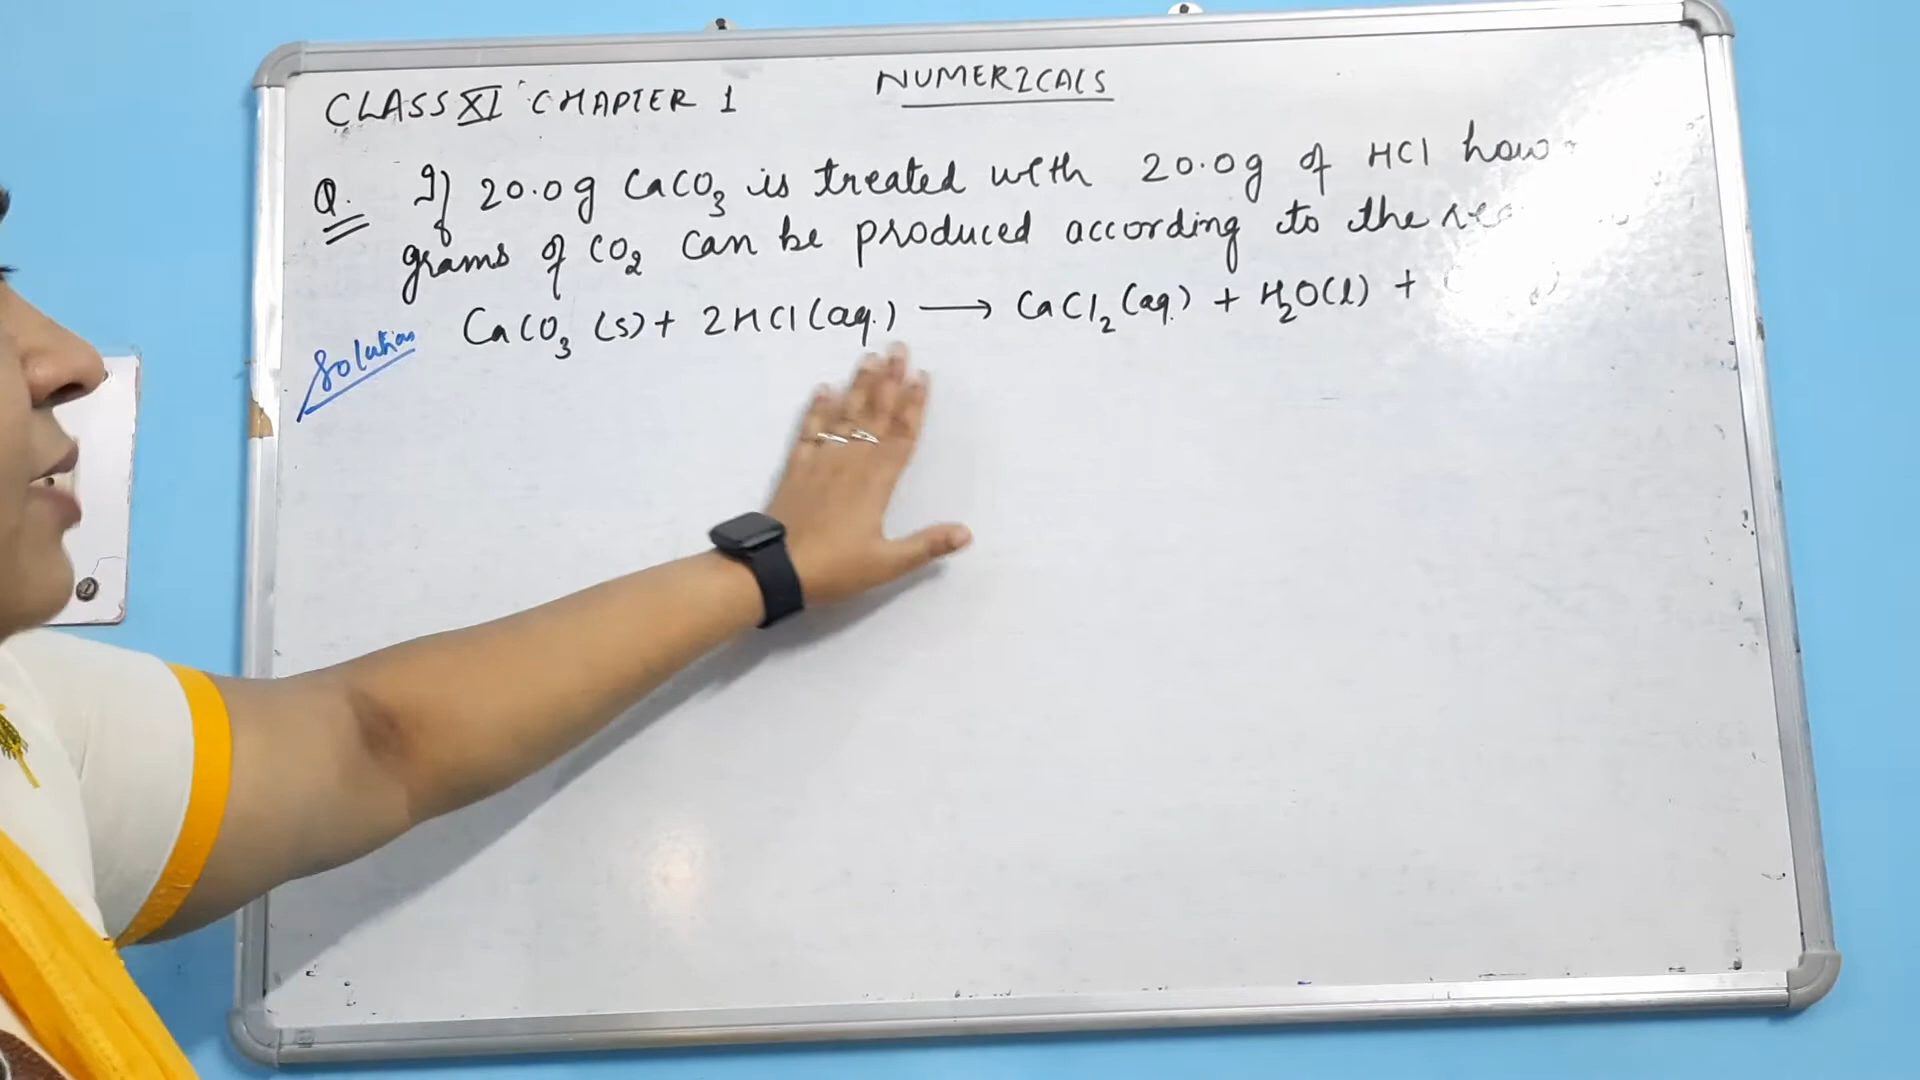 CLASS XI CHAPTER 1
NUMERICALS
Q. If 20.0g CaCO₃ is treated with 20.0g of HCl how
grams of CO₂ can be produced according to the
CaCO₃ (s) + 2HCl (aq.) ⟶ CaCl₂ (aq.) + H₂O(l) +
Solution